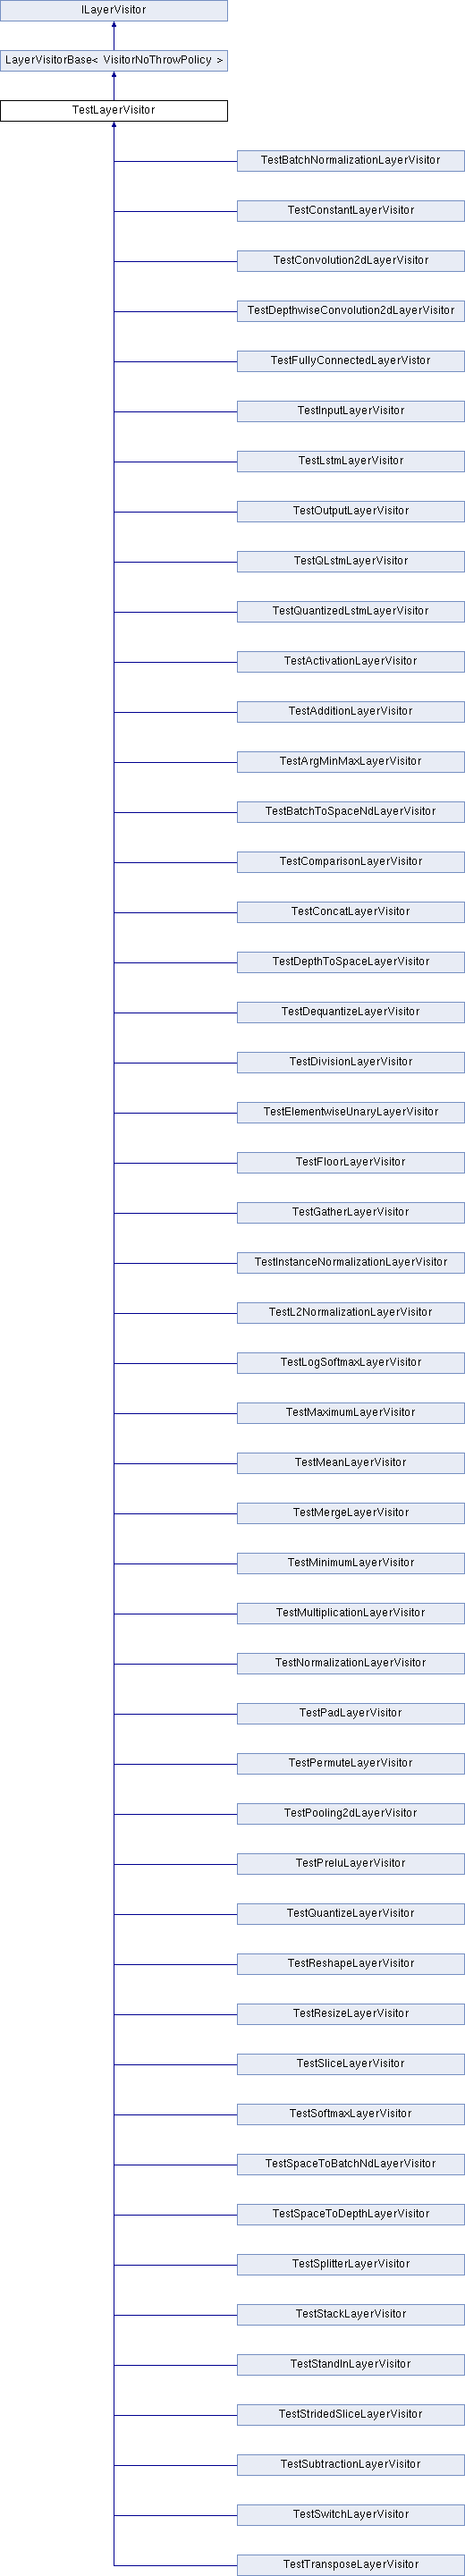 ILayerVisitor
LayerVisitorBase< VisitorNoThrowPolicy >
TestLayerVisitor
TestBatchNormalizationLayerVisitor
TestConstantLayerVisitor
TestConvolution2dLayerVisitor
TestDepthwiseConvolution2dLayerVisitor
TestFullyConnectedLayerVistor
TestInputLayerVisitor
TestLstmLayerVisitor
TestOutputLayerVisitor
TestQLstmLayerVisitor
TestQuantizedLstmLayerVisitor
TestActivationLayerVisitor
TestAdditionLayerVisitor
TestArgMinMaxLayerVisitor
TestBatchToSpaceNdLayerVisitor
TestComparisonLayerVisitor
TestConcatLayerVisitor
TestDepthToSpaceLayerVisitor
TestDequantizeLayerVisitor
TestDivisionLayerVisitor
TestElementwiseUnaryLayerVisitor
TestFloorLayerVisitor
TestGatherLayerVisitor
TestInstanceNormalizationLayerVisitor
TestL2NormalizationLayerVisitor
TestLogSoftmaxLayerVisitor
TestMaximumLayerVisitor
TestMeanLayerVisitor
TestMergeLayerVisitor
TestMinimumLayerVisitor
TestMultiplicationLayerVisitor
TestNormalizationLayerVisitor
TestPadLayerVisitor
TestPermuteLayerVisitor
TestPooling2dLayerVisitor
TestPreluLayerVisitor
TestQuantizeLayerVisitor
TestReshapeLayerVisitor
TestResizeLayerVisitor
TestSliceLayerVisitor
TestSoftmaxLayerVisitor
TestSpaceToBatchNdLayerVisitor
TestSpaceToDepthLayerVisitor
TestSplitterLayerVisitor
TestStackLayerVisitor
TestStandInLayerVisitor
TestStridedSliceLayerVisitor
TestSubtractionLayerVisitor
TestSwitchLayerVisitor
TestTransposeLayerVisitor